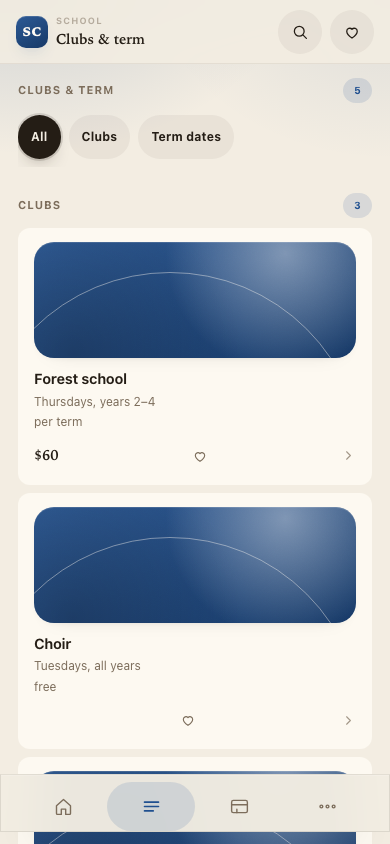 SC
SCHOOL
Clubs & term
CLUBS & TERM
5
All
Clubs
Term dates
CLUBS
3
Forest school
Thursdays, years 2–4
per term
$60
Choir
Tuesdays, all years
free